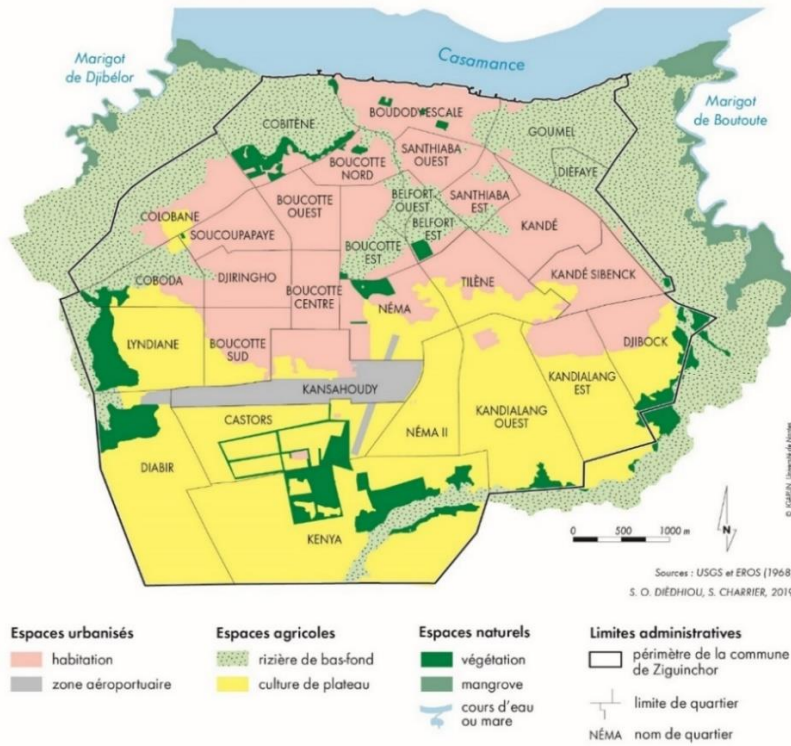 Marigot
de Djibélor
Casamance
Marigot
de Boutoute
BOUDODY
ESCALE
COBITÈNE
GOUMEL
SANTHIABA
OUEST
BOUCOTTE
NORD
DIÉFAYE
BELFORT
OUEST
SANTHIABA
EST
BOUCOTTE
OUEST
COLOBANE
SOUCOUPAPAYE
BELFORT
EST
KANDÉ
BOUCOTTE
EST
COBODA
DJIRINGHO
TILÈNE
KANDÉ SIBENCK
BOUCOTTE
CENTRE
NÉMA
LYNDIANE
BOUCOTTE
SUD
DJIBOCK
KANSAHOUDY
KANDIALANG
EST
CASTORS
KANDIALANG
OUEST
NÉMA II
DIABIR
KENYA
© IGARUN, Université de Nantes
0 500 1000 m
N
Sources : USGS et EROS (1968)
S. O. DIÉDHIOU, S. CHARRIER, 2019
Espaces urbanisés
habitation
zone aéroportuaire
Espaces agricoles
rizière de bas-fond
culture de plateau
Espaces naturels
végétation
mangrove
cours d'eau
ou mare
Limites administratives
périmètre de la commune
de Ziguinchor
limite de quartier
NÉMA nom de quartier